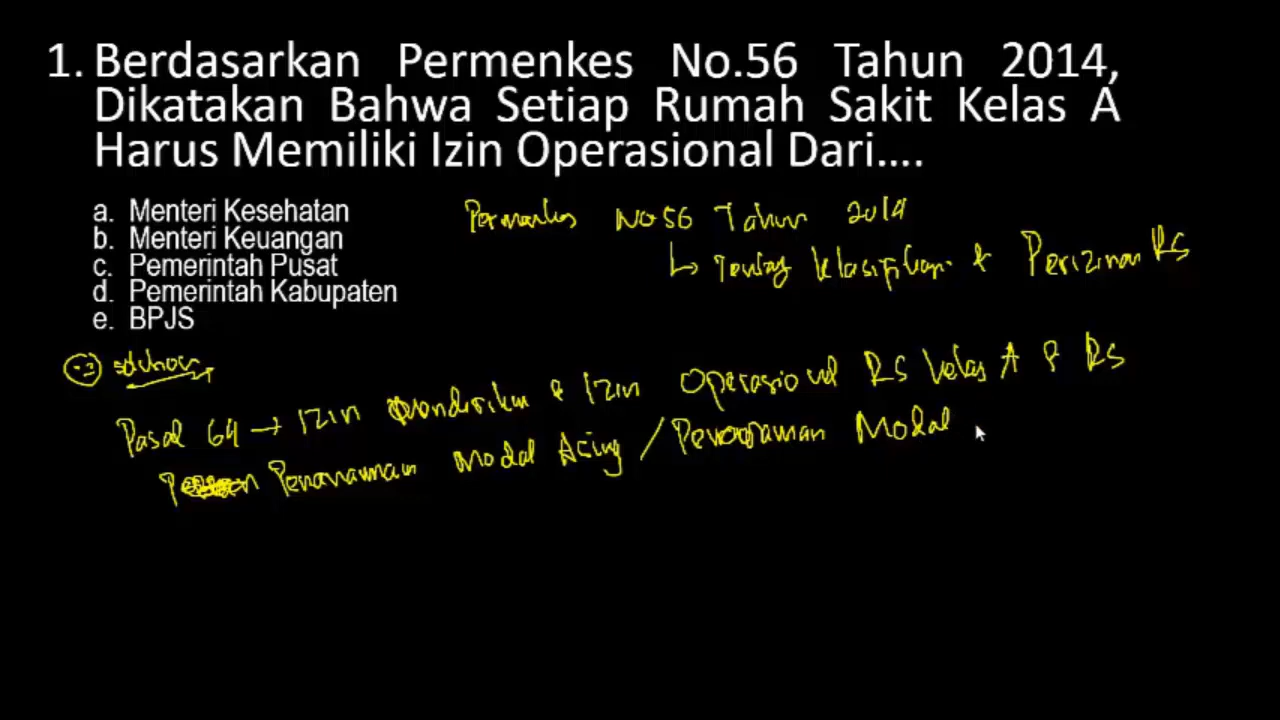 1. Berdasarkan Permenkes No.56 Tahun 2014,
Dikatakan Bahwa Setiap Rumah Sakit Kelas A
Harus Memiliki Izin Operasional Dari....
a. Menteri Kesehatan
b. Menteri Keuangan
c. Pemerintah Pusat
d. Pemerintah Kabupaten
e. BPJS
Permenkes No 56 Tahun 2014
↳ Tentang klasifikasi & Perizinan RS
Pasal 64 → Izin & Izin Operasional RS kelas A & RS
Penanaman Modal Asing / Penanaman Modal